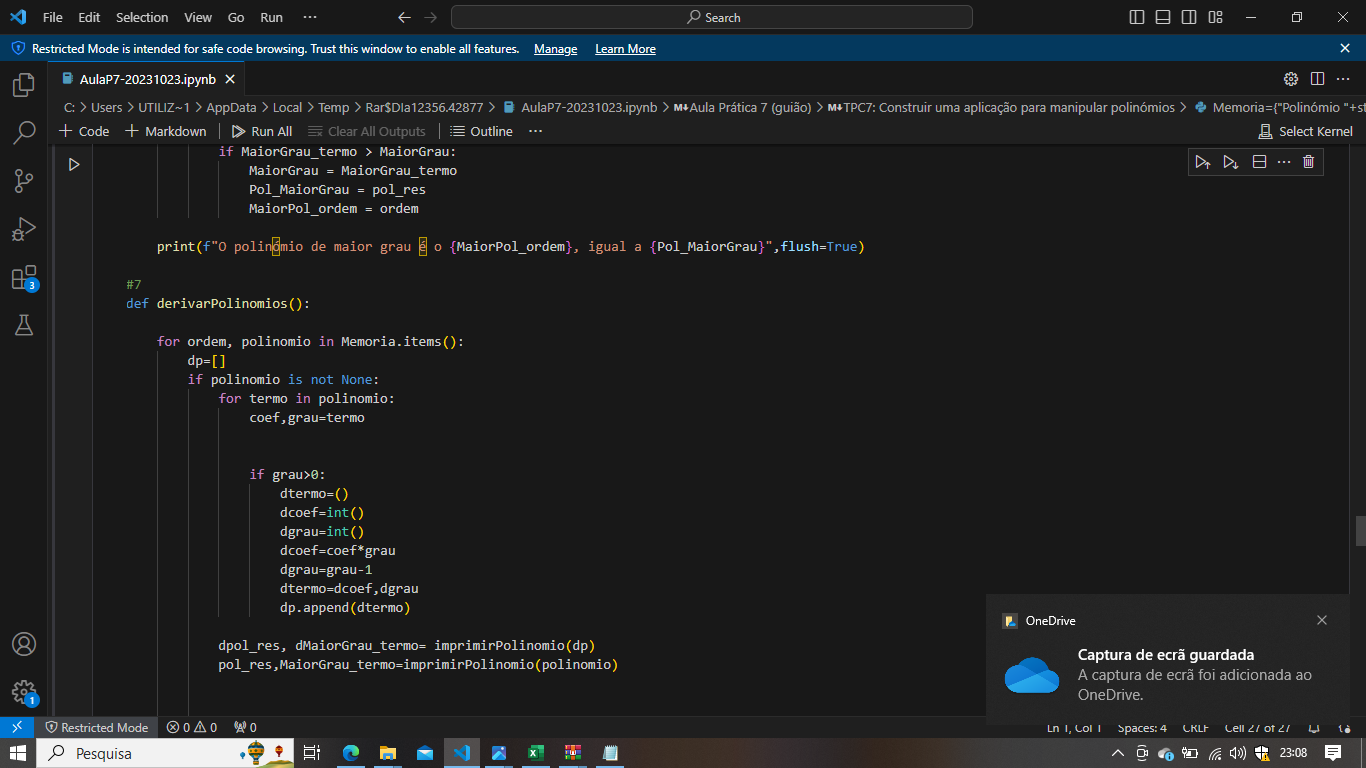 File Edit Selection View Go Run ··· Search
Restricted Mode is intended for safe code browsing. Trust this window to enable all features. Manage Learn More
AulaP7-20231023.ipynb
C: > Users > UTILIZ~1 > AppData > Local > Temp > Rar$DIa12356.42877 > AulaP7-20231023.ipynb > Aula Prática 7 (guião) > TPC7: Construir uma aplicação para manipular polinómios > Memoria={"Polinómio "+st
+ Code + Markdown Run All Clear All Outputs Outline ··· Select Kernel
if MaiorGrau_termo > MaiorGrau:
MaiorGrau = MaiorGrau_termo
Pol_MaiorGrau = pol_res
MaiorPol_ordem = ordem
print(f"O polinómio de maior grau é o {MaiorPol_ordem}, igual a {Pol_MaiorGrau}",flush=True)
#7
def derivarPolinomios():
for ordem, polinomio in Memoria.items():
dp=[]
if polinomio is not None:
for termo in polinomio:
coef,grau=termo
if grau>0:
dtermo=()
dcoef=int()
dgrau=int()
dcoef=coef*grau
dgrau=grau-1
dtermo=dcoef,dgrau
dp.append(dtermo)
dpol_res, dMaiorGrau_termo= imprimirPolinomio(dp)
pol_res,MaiorGrau_termo=imprimirPolinomio(polinomio)
3
1
OneDrive
Captura de ecrã guardada
A captura de ecrã foi adicionada ao
OneDrive.
Restricted Mode 0 0 0 Ln 1, Col 1 Spaces: 4 CRLF Cell 27 of 27
Pesquisa 23:08